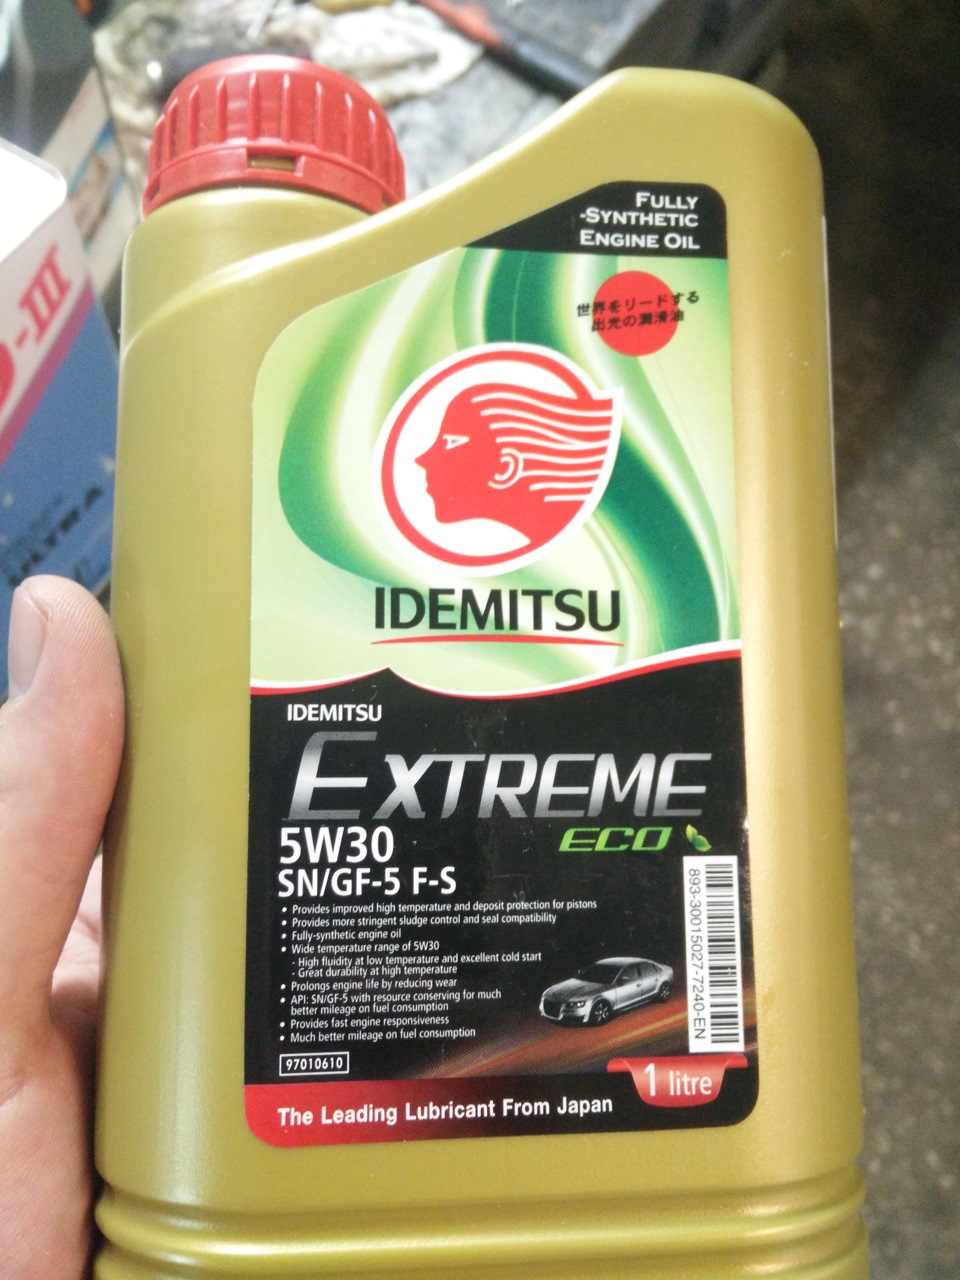 FULLY
-SYNTHETIC
ENGINE OIL
世界をリードする
出光の潤滑油
IDEMITSU
IDEMITSU
EXTREME
ECO
5W30
SN/GF-5 F-S
• Provides improved high temperature and deposit protection for pistons
• Provides more stringent sludge control and seal compatibility
• Fully-synthetic engine oil
• Wide temperature range of 5W30
- High fluidity at low temperature and excellent cold start
- Great durability at high temperature
• Prolongs engine life by reducing wear
• API: SN/GF-5 with resource conserving for much
better mileage on fuel consumption
• Provides fast engine responsiveness
• Much better mileage on fuel consumption
893-30015027-7240-EN
97010610
1 litre
The Leading Lubricant From Japan
-III
ULTRA